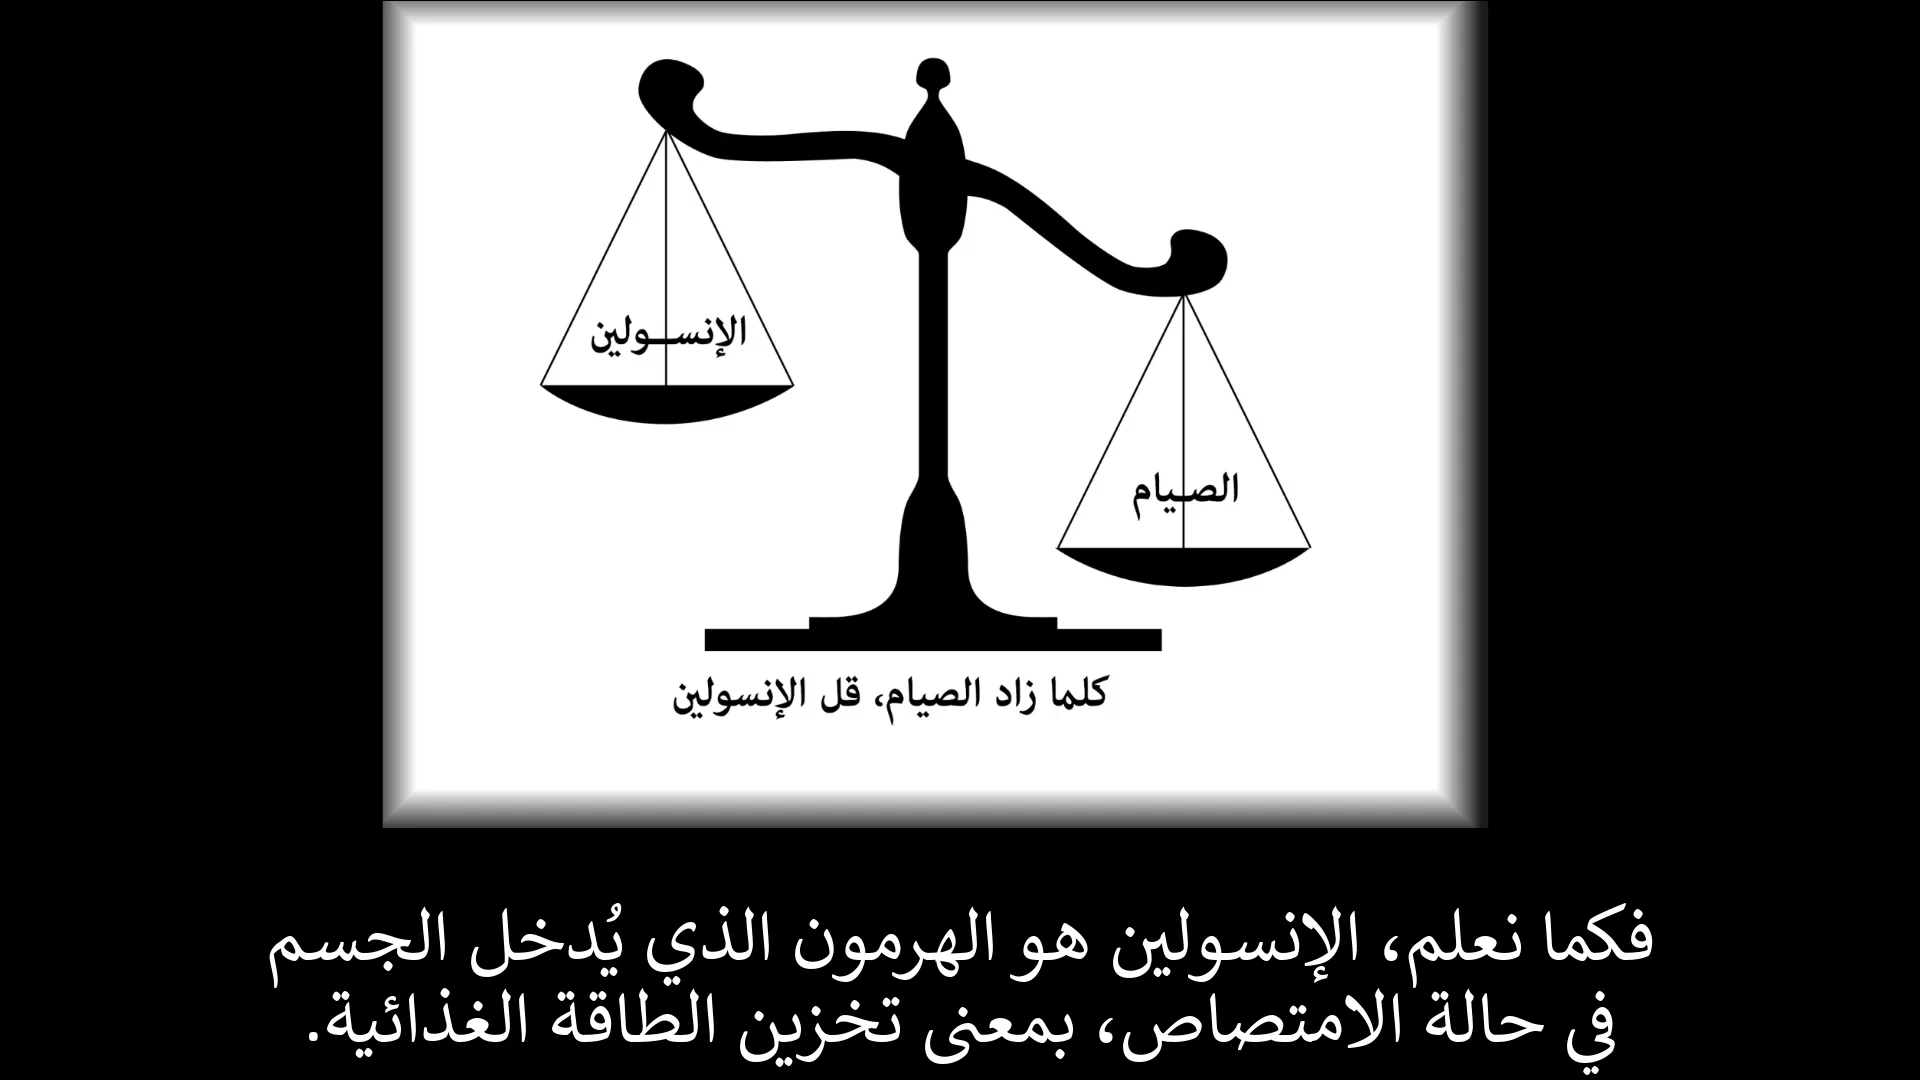 الإنسولين
الصيام
كلما زاد الصيام، قل الإنسولين
فكما نعلم، الإنسولين هو الهرمون الذي يُدخل الجسم
في حالة الامتصاص، بمعنى تخزين الطاقة الغذائية.